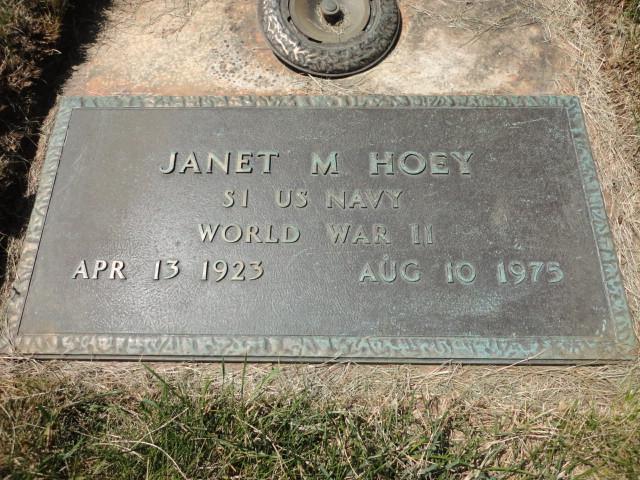 JANET M HOEY
S1 US NAVY
WORLD WAR II
APR 13 1923 AUG 10 1975